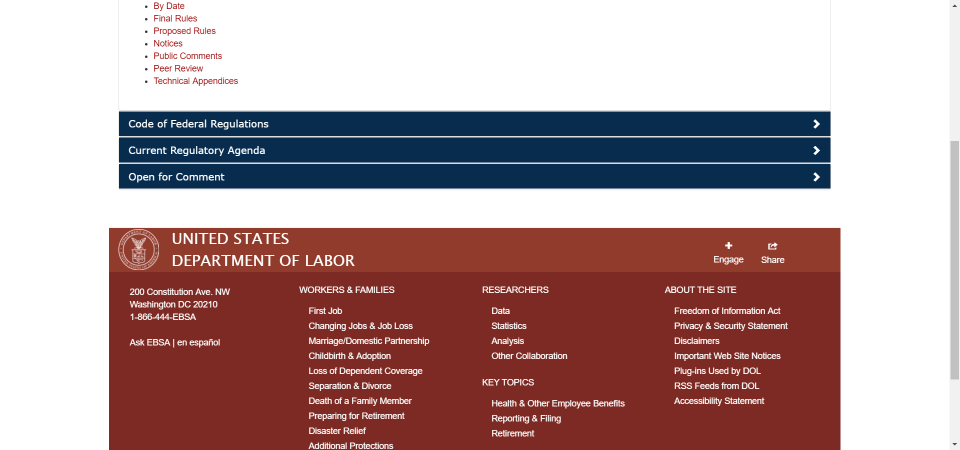 By Date
Final Rules
Proposed Rules
Notices
Public Comments
Peer Review
Technical Appendices
Code of Federal Regulations
Current Regulatory Agenda
Open for Comment
UNITED STATES
DEPARTMENT OF LABOR
Engage
Share
200 Constitution Ave. NW
Washington DC 20210
1-866-444-EBSA
Ask EBSA | en español
WORKERS & FAMILIES
First Job
Changing Jobs & Job Loss
Marriage/Domestic Partnership
Childbirth & Adoption
Loss of Dependent Coverage
Separation & Divorce
Death of a Family Member
Preparing for Retirement
Disaster Relief
Additional Protections
RESEARCHERS
Data
Statistics
Analysis
Other Collaboration
KEY TOPICS
Health & Other Employee Benefits
Reporting & Filing
Retirement
ABOUT THE SITE
Freedom of Information Act
Privacy & Security Statement
Disclaimers
Important Web Site Notices
Plug-ins Used by DOL
RSS Feeds from DOL
Accessibility Statement